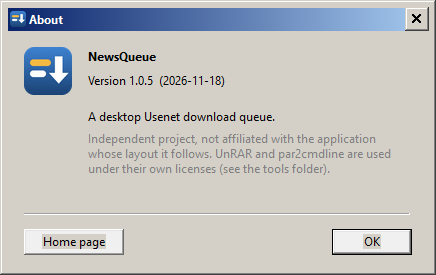 About
NewsQueue
Version 1.0.5 (2026-11-18)
A desktop Usenet download queue.
Independent project, not affiliated with the application
whose layout it follows. UnRAR and par2cmdline are used
under their own licenses (see the tools folder).
Home page
OK